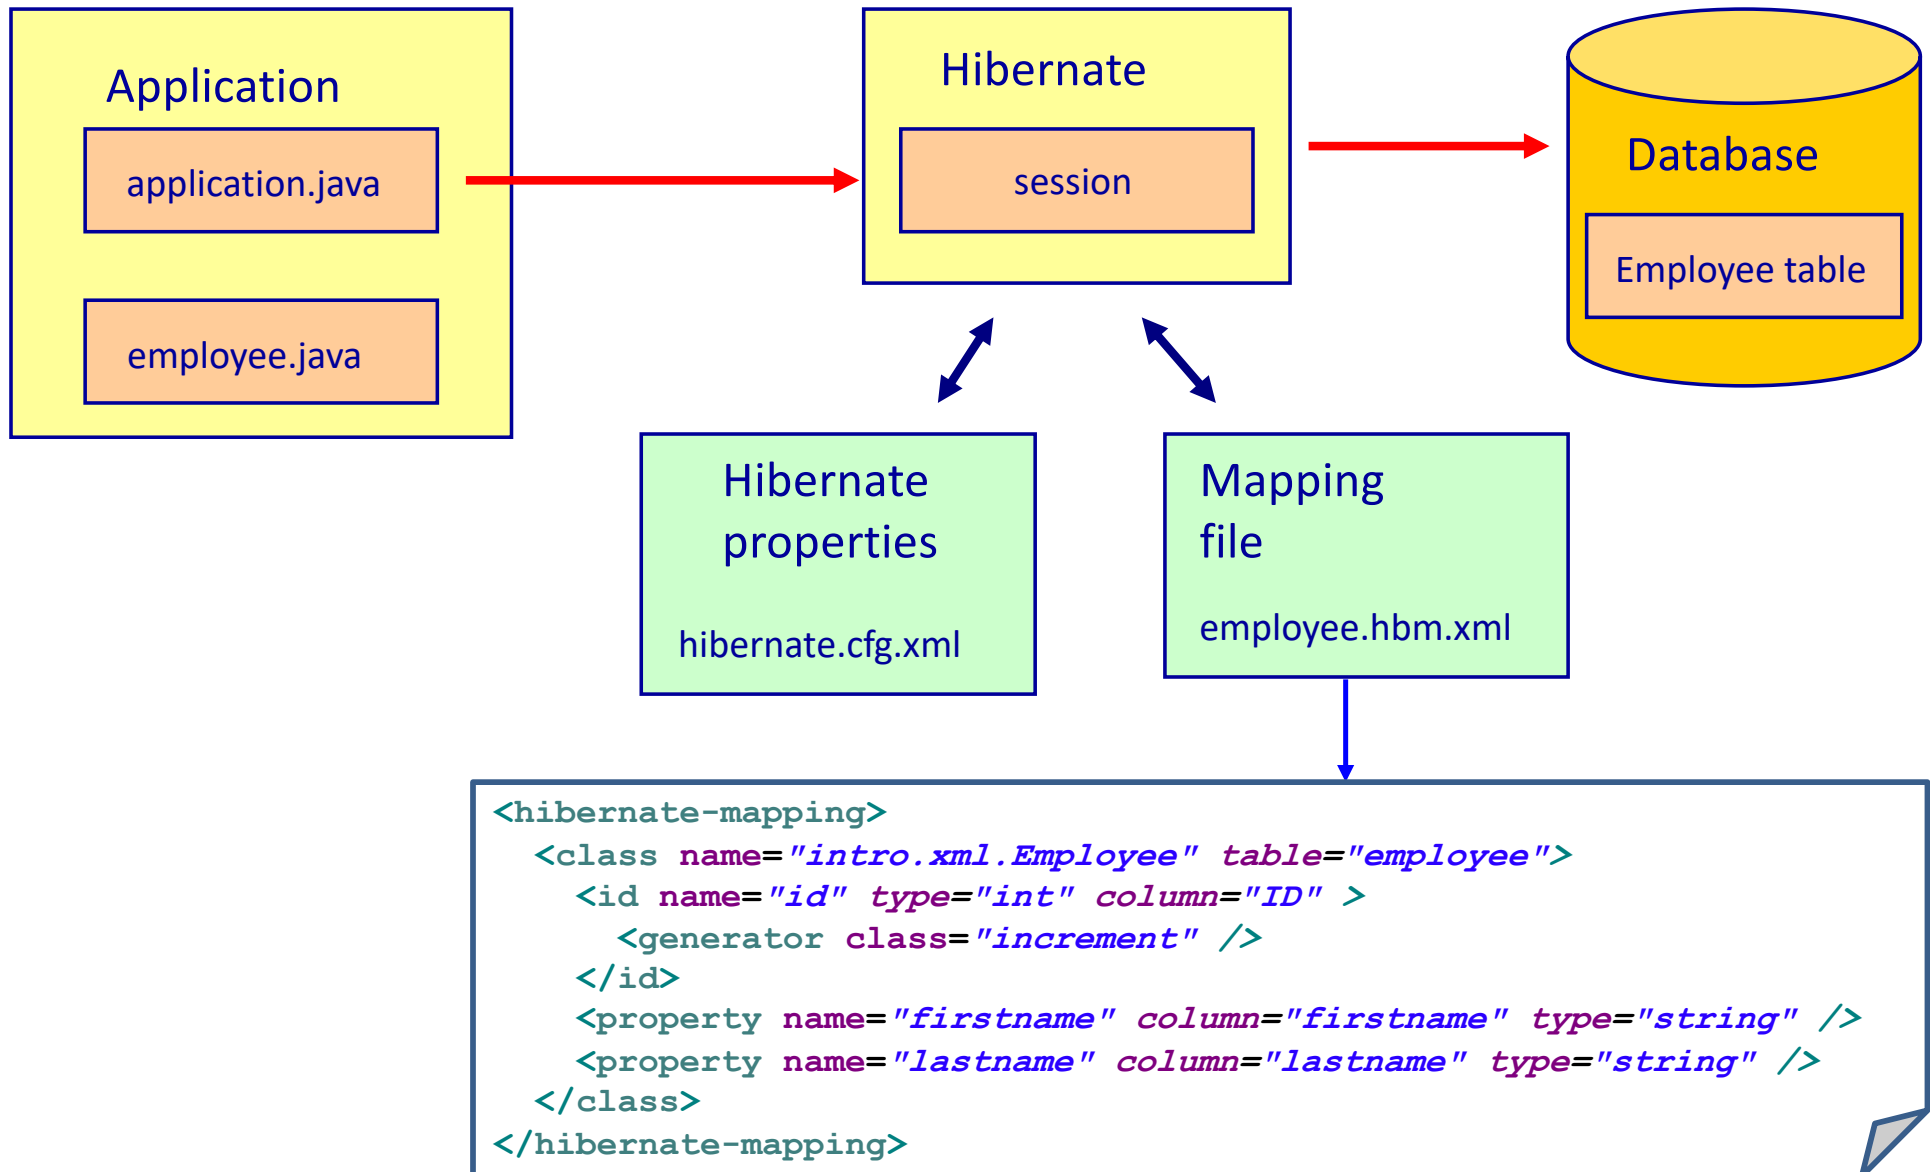 Application
application.java
employee.java
Hibernate
session
Database
Employee table
Hibernate
properties
hibernate.cfg.xml
Mapping
file
employee.hbm.xml
<hibernate-mapping>
  <class name="intro.xml.Employee" table="employee">
    <id name="id" type="int" column="ID" >
      <generator class="increment" />
    </id>
    <property name="firstname" column="firstname" type="string" />
    <property name="lastname" column="lastname" type="string" />
  </class>
</hibernate-mapping>